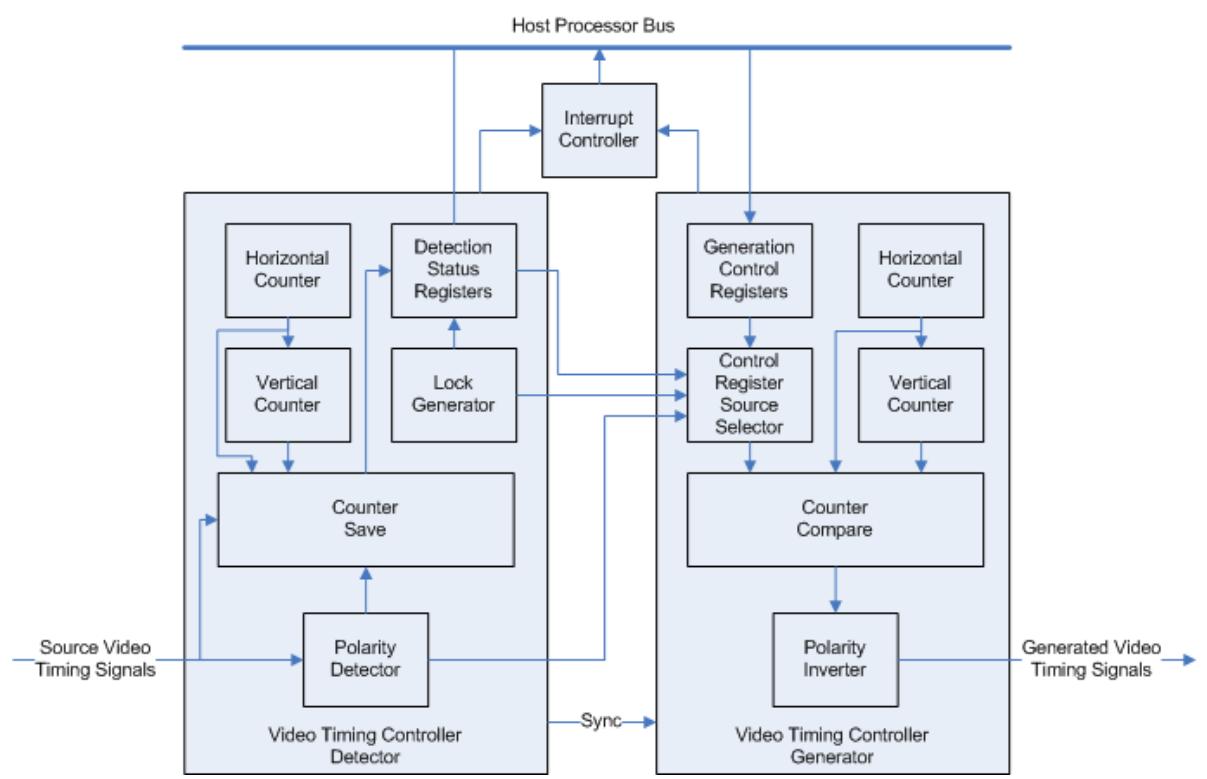 Host Processor Bus
Interrupt
Controller
Horizontal
Counter
Detection
Status
Registers
Generation
Control
Registers
Horizontal
Counter
Vertical
Counter
Lock
Generator
Control
Register
Source
Selector
Vertical
Counter
Counter
Save
Counter
Compare
Source Video
Timing Signals
Polarity
Detector
Polarity
Inverter
Generated Video
Timing Signals
Sync
Video Timing Controller
Detector
Video Timing Controller
Generator